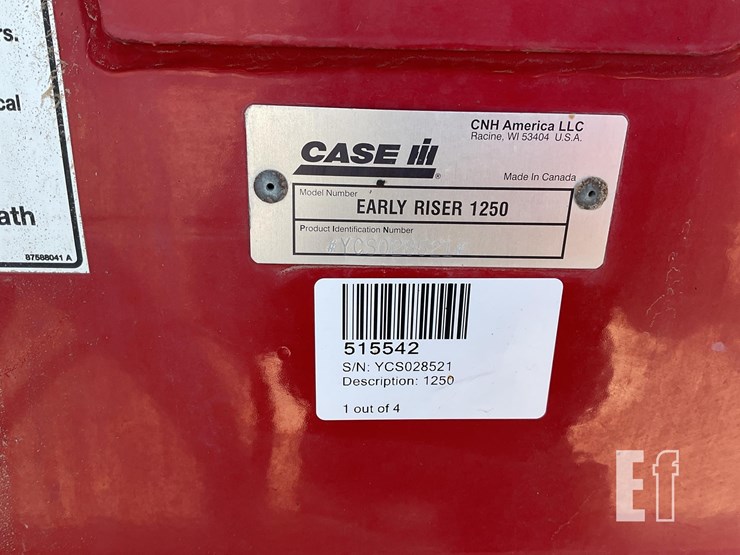 rs.
cal
ath
87588041 A
CNH America LLC
Racine, WI 53404 U.S.A.
CASE IH
Made In Canada
Model Number
EARLY RISER 1250
Product Identification Number
515542
S/N: YCS028521
Description: 1250
1 out of 4
Ef